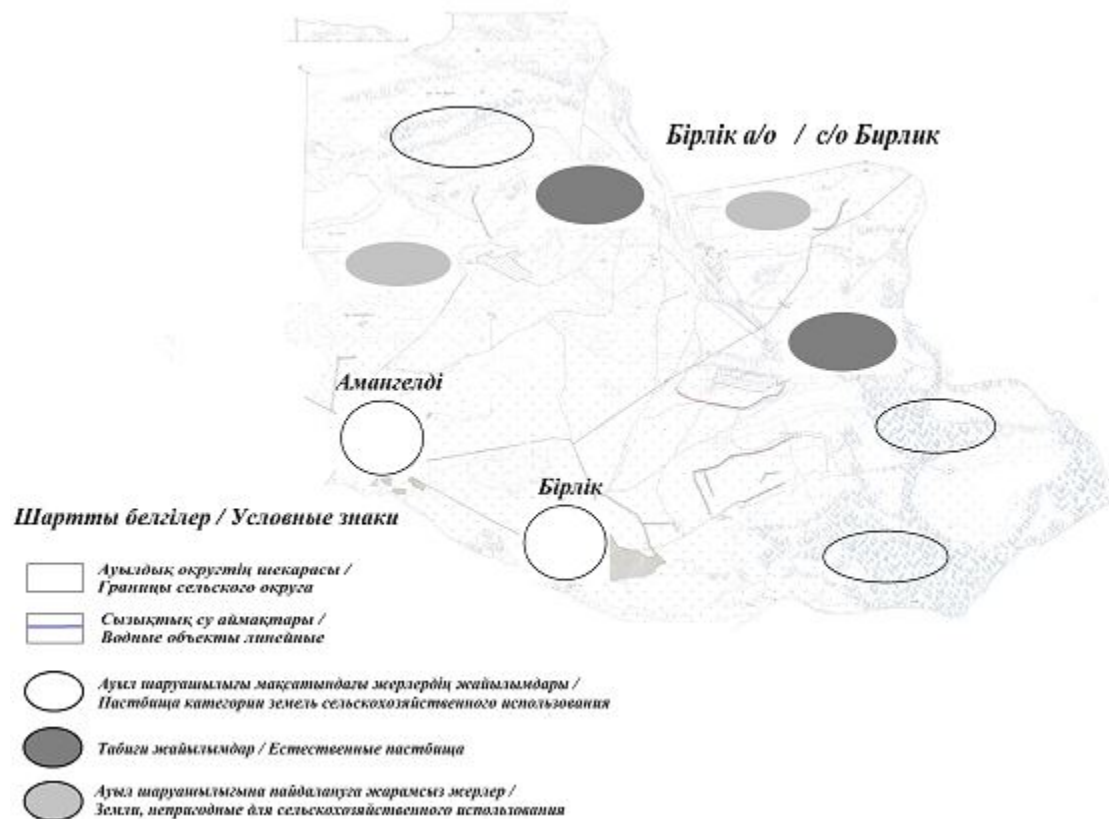 Бірлік а/о / с/о Бирлик
Амангелді
Бірлік
Шартты белгілер / Условные знаки
Ауылдық округтің шекарасы /
Границы сельского округа
Сызықтық су аймақтары /
Водные объекты линейные
Ауыл шаруашылығы мақсатындағы жерлердің жайылымдары /
Пастбища категории земель сельскохозяйственного использования
Табиғи жайылымдар / Естественные пастбища
Ауыл шаруашылығына пайдалануға жарамсыз жерлер /
Земли, непригодные для сельскохозяйственного использования